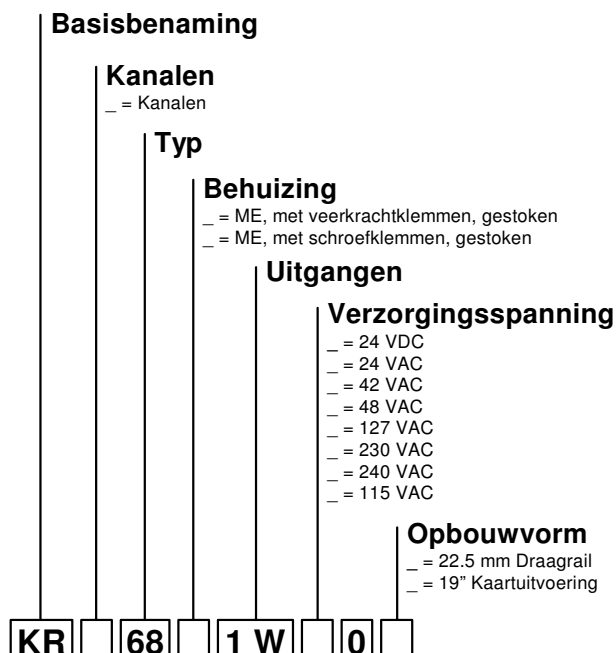 Basisbenaming
Kanalen
_ = Kanalen
Typ
Behuizing
_ = ME, met veerkrachtklemmen, gestoken
_ = ME, met schroefklemmen, gestoken
Uitgangen
Verzorgingsspanning
_ = 24 VDC
_ = 24 VAC
_ = 42 VAC
_ = 48 VAC
_ = 127 VAC
_ = 230 VAC
_ = 240 VAC
_ = 115 VAC
Opbouwvorm
_ = 22.5 mm Draagrail
_ = 19" Kaartuitvoering
KR 68 1 W 0